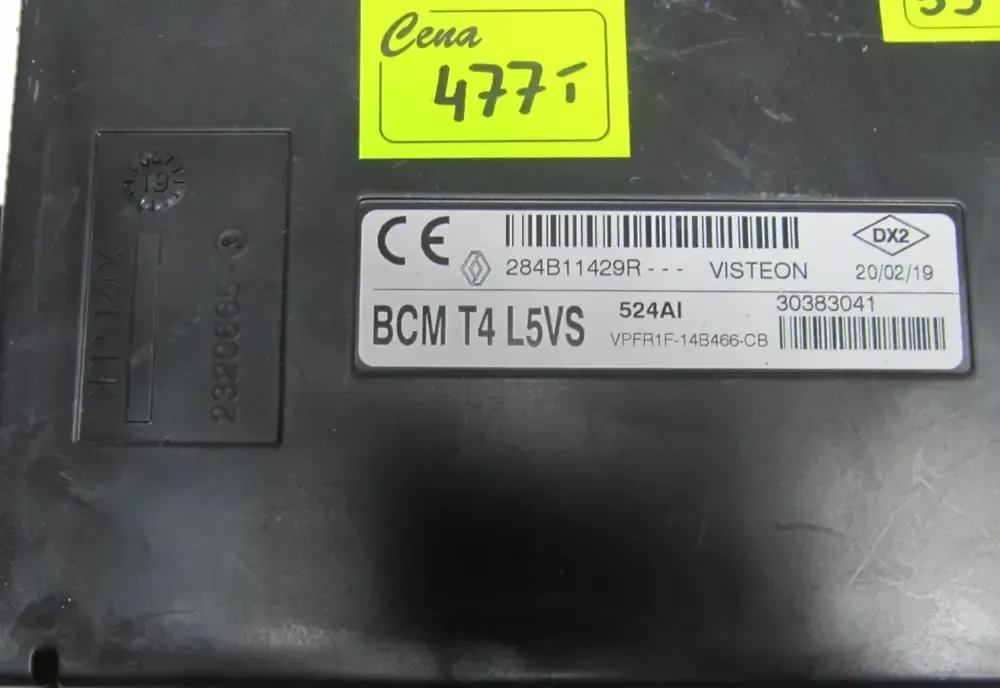 Cena
477
19
2320665-3
CE
284B11429R - - -
VISTEON
DX2
20/02/19
BCM T4 L5VS
524AI
VPFR1F-14B466-CB
30383041